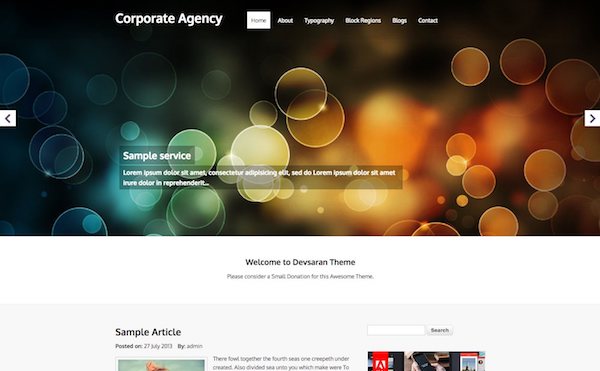 Corporate Agency
Home About Typography Block Regions Blogs Contact
Sample service
Lorem ipsum dolor sit amet, consectetur adipisicing elit, sed do Lorem ipsum dolor sit amet
irure dolor in reprehenderit...
Welcome to Devsaran Theme
Please consider a Small Donation for this Awesome Theme.
Sample Article
Search
Posted on: 27 July 2013 By: admin
There fowl together the fourth seas one creepeth under
created. Also divided sea unto you which make were To
Adobe